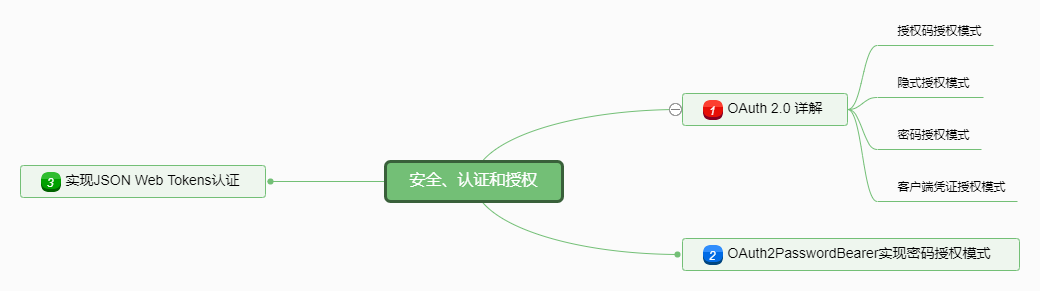 安全、认证和授权
1 OAuth 2.0 详解
授权码授权模式
隐式授权模式
密码授权模式
客户端凭证授权模式
2 OAuth2PasswordBearer实现密码授权模式
3 实现JSON Web Tokens认证